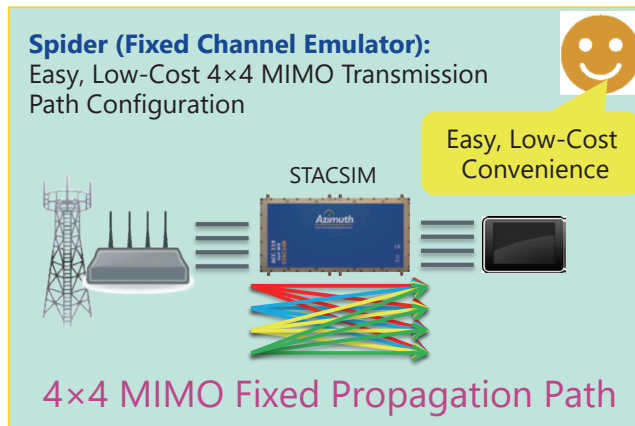 Spider (Fixed Channel Emulator):
Easy, Low-Cost 4×4 MIMO Transmission
Path Configuration
Easy, Low-Cost
Convenience
STACSIM
Azimuth
STACSIM
4×4 MIMO Fixed Propagation Path